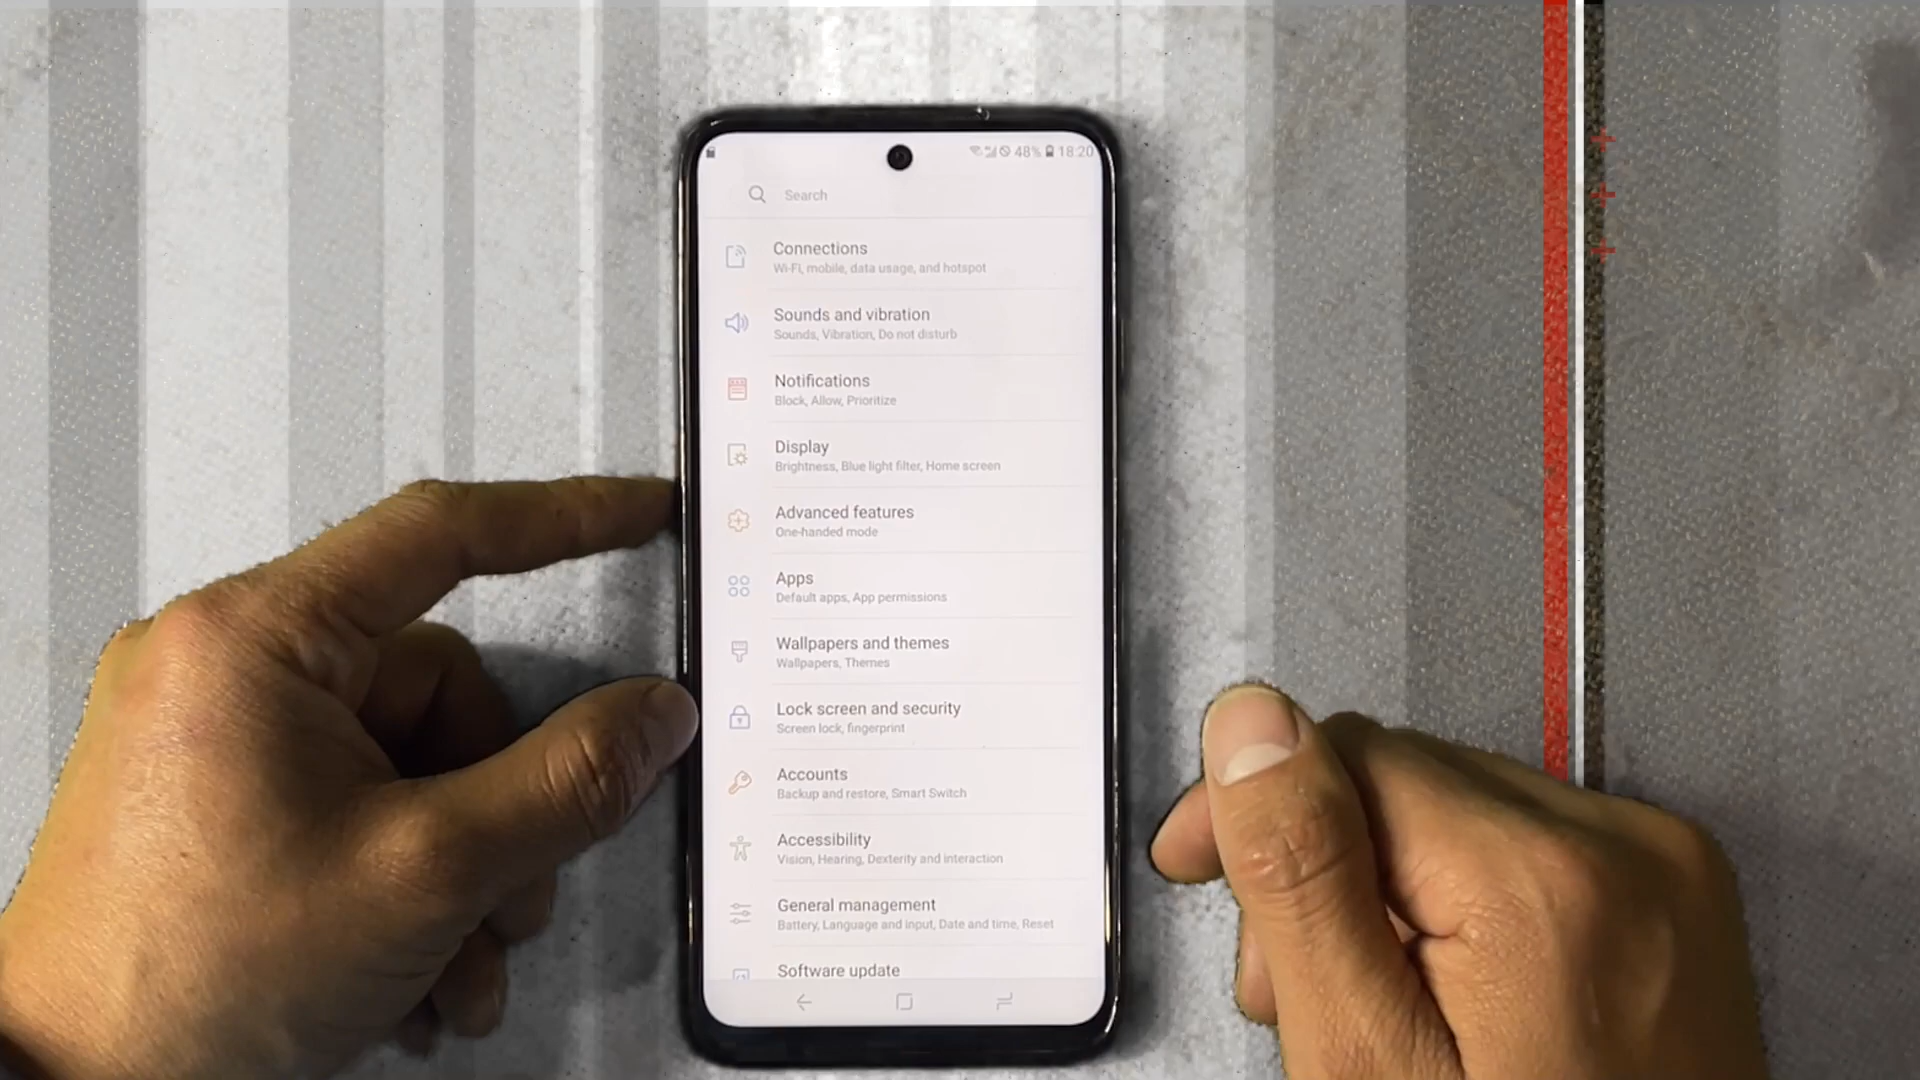 48% 18:20
Search
Connections
Wi-Fi, mobile, data usage, and hotspot
Sounds and vibration
Sounds, Vibration, Do not disturb
Notifications
Block, Allow, Prioritize
Display
Brightness, Blue light filter, Home screen
Advanced features
One-handed mode
Apps
Default apps, App permissions
Wallpapers and themes
Wallpapers, Themes
Lock screen and security
Screen lock, fingerprint
Accounts
Backup and restore, Smart Switch
Accessibility
Vision, Hearing, Dexterity and interaction
General management
Battery, Language and input, Date and time, Reset
Software update